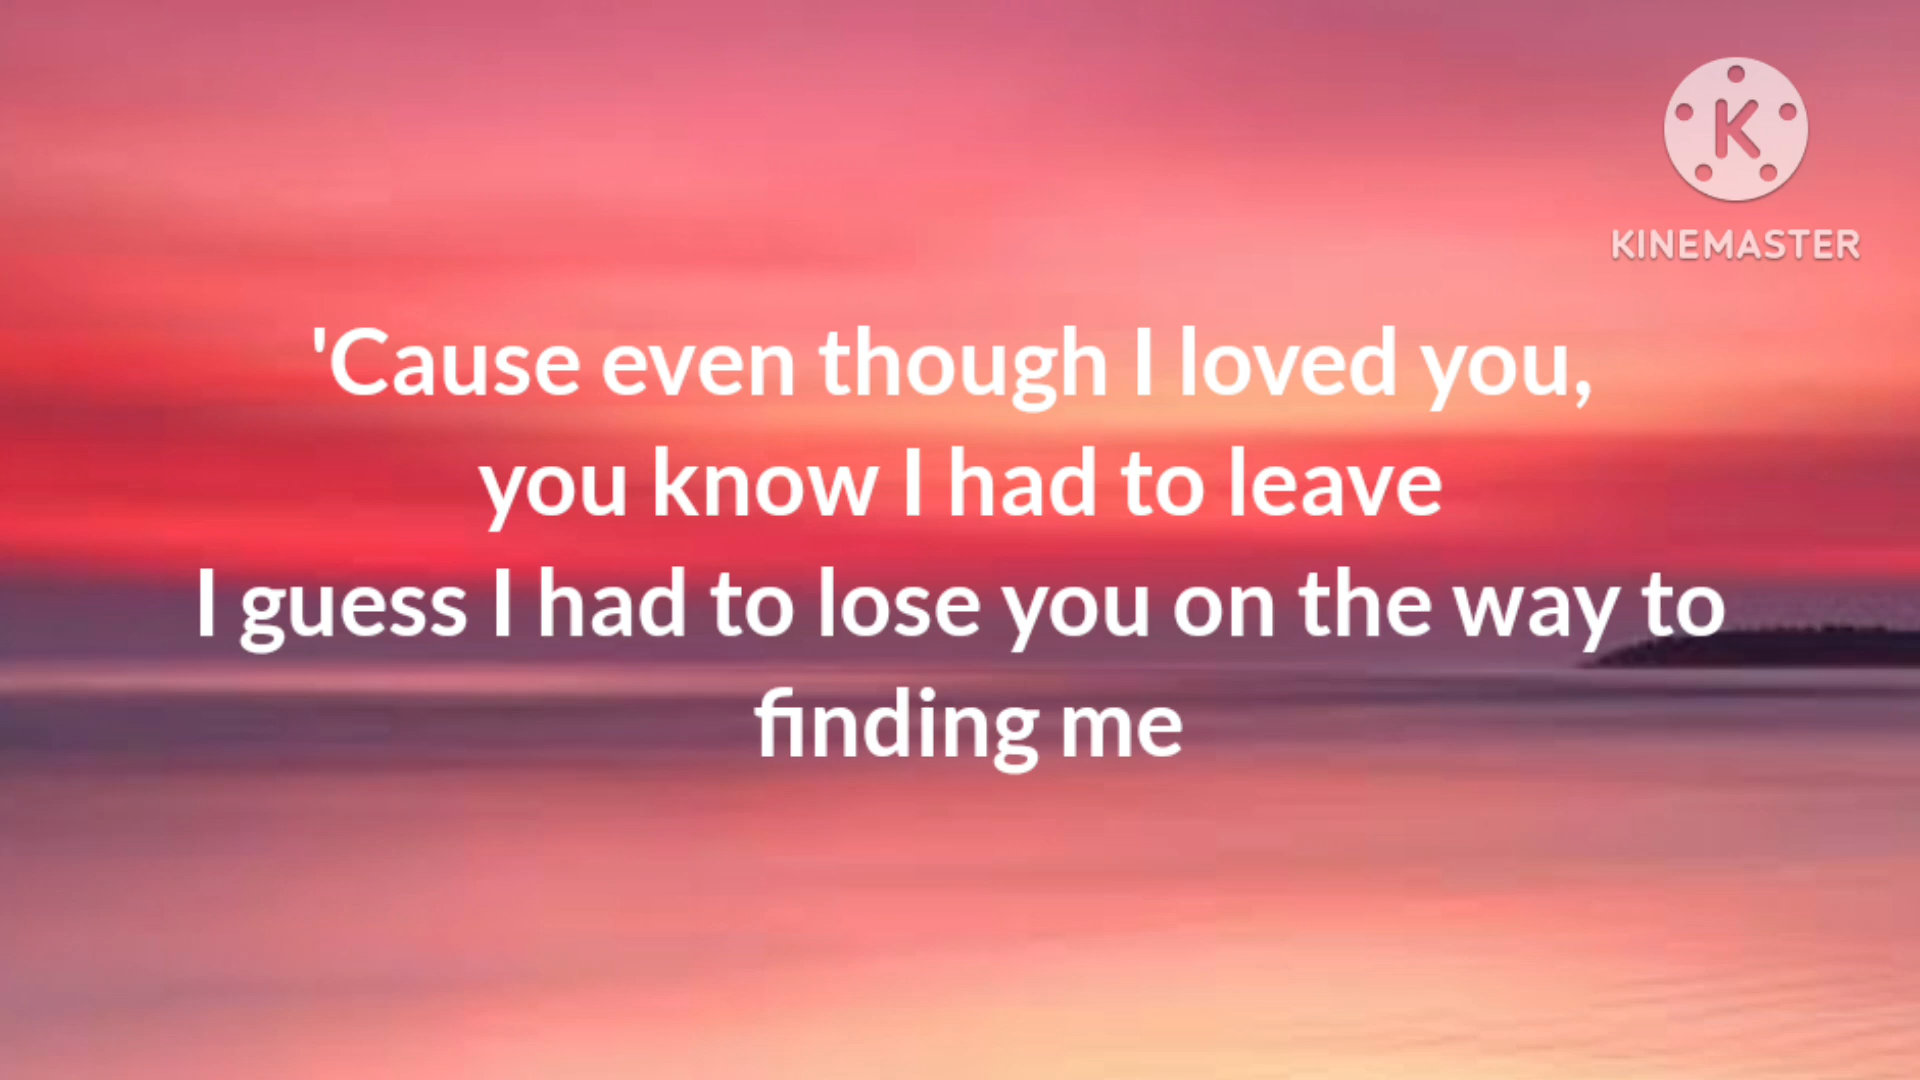 K
KINEMASTER
'Cause even though I loved you,
you know I had to leave
I guess I had to lose you on the way to
finding me